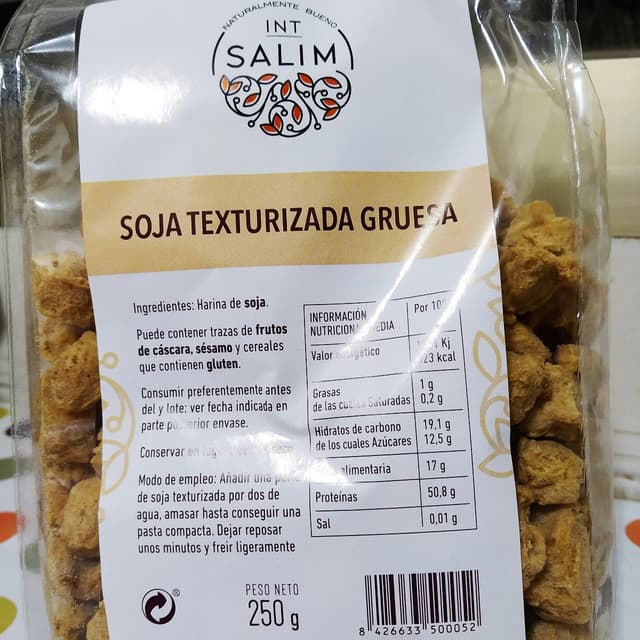 NATURALMENTE BUENO
INT
SALIM
SOJA TEXTURIZADA GRUESA
Ingredientes: Harina de soja.
Puede contener trazas de frutos
de cáscara, sésamo y cereales
que contienen gluten.
Consumir preferentemente antes
del y lote: ver fecha indicada en
parte posterior envase.
Conservar en
Modo de empleo: Añadir una
de soja texturizada por dos de
agua, amasar hasta conseguir una
pasta compacta. Dejar reposar
unos minutos y freir ligeramente
INFORMACIÓN Por
NUTRICIONAL MEDIA
Valor energético Kj
kcal
Grasas 1 g
de las cuales Saturadas 0,2 g
Hidratos de carbono 19,1 g
de los cuales Azúcares 12,5 g
alimentaria 17 g
Proteínas 50,8 g
Sal 0,01 g
PESO NETO
250 g
8 426633 500052